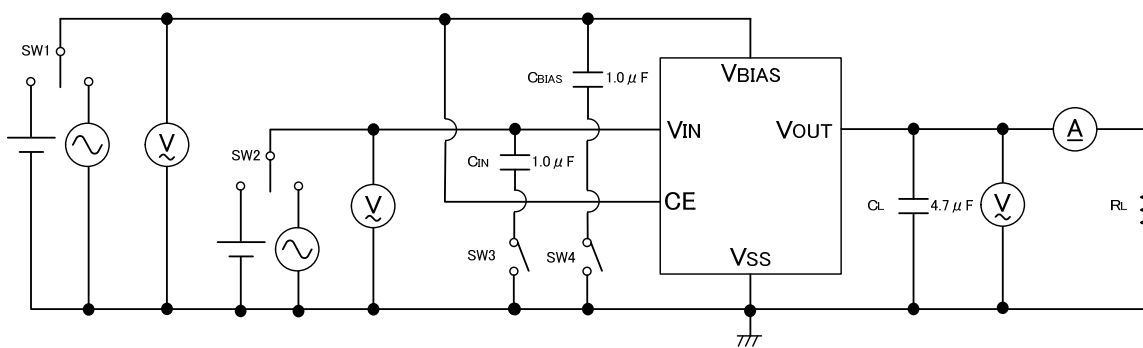 SW1
CBIAS
1.0 μF
VBIAS
V
VIN
VOUT
A
SW2
CIN
1.0 μF
V
CE
CL
4.7 μF
V
RL
SW3
SW4
VSS